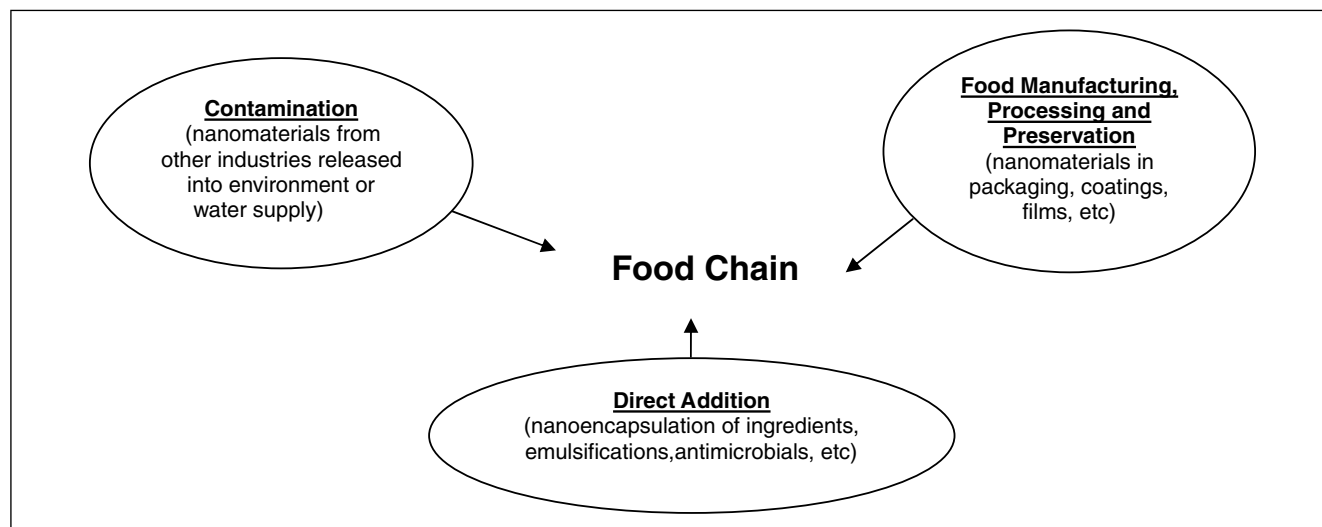 Contamination
(nanomaterials from
other industries released
into environment or
water supply)
Food Manufacturing,
Processing and
Preservation
(nanomaterials in
packaging, coatings,
films, etc)
Food Chain
Direct Addition
(nanoencapsulation of ingredients,
emulsifications,antimicrobials, etc)